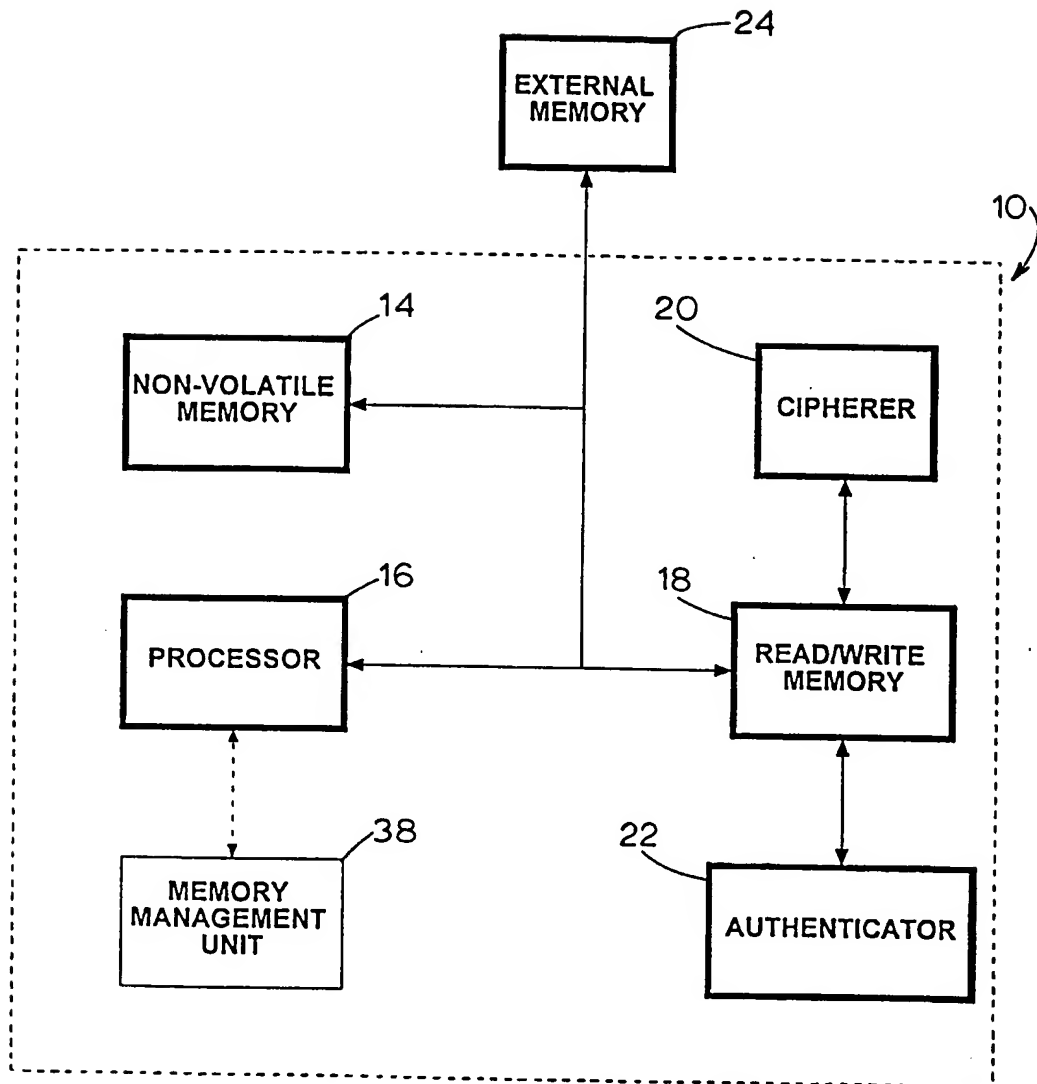 24
EXTERNAL
MEMORY
10
14
20
NON-VOLATILE
MEMORY
CIPHERER
16
18
PROCESSOR
READ/WRITE
MEMORY
38
22
MEMORY
MANAGEMENT
UNIT
AUTHENTICATOR